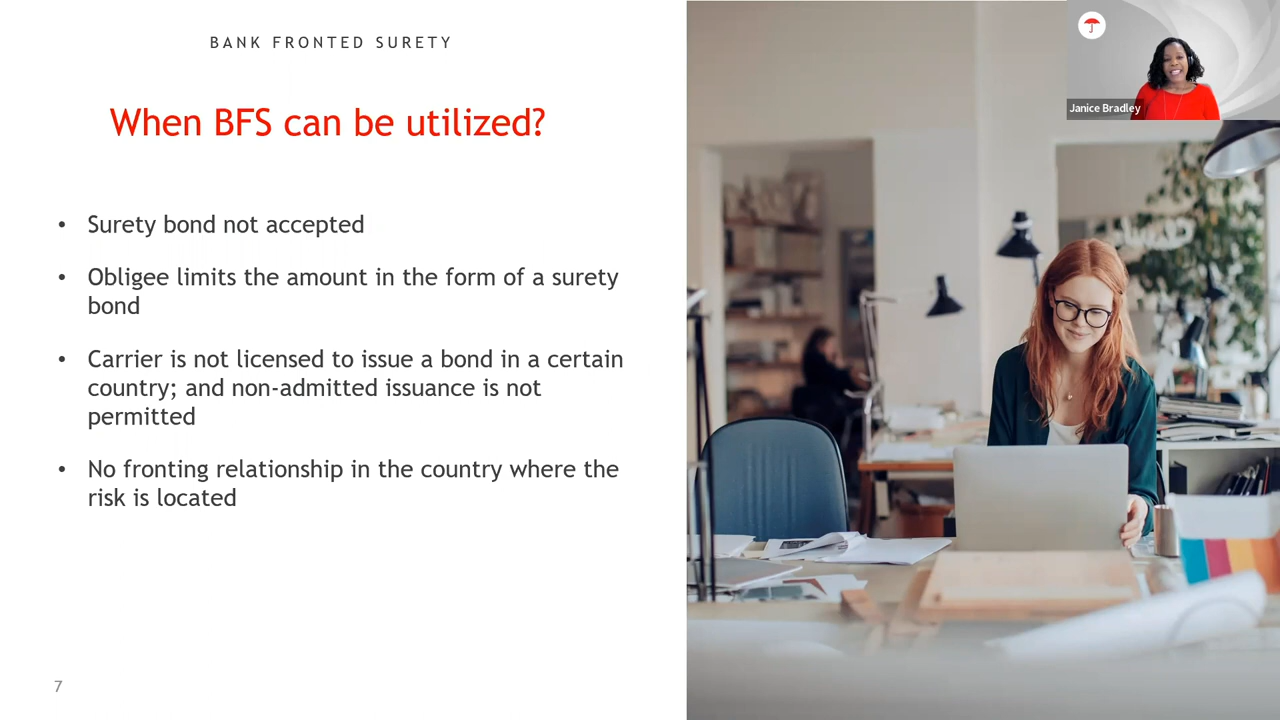 BANK FRONTED SURETY
When BFS can be utilized?
• Surety bond not accepted
• Obligee limits the amount in the form of a surety
bond
• Carrier is not licensed to issue a bond in a certain
country; and non-admitted issuance is not
permitted
• No fronting relationship in the country where the
risk is located
7
Janice Bradley